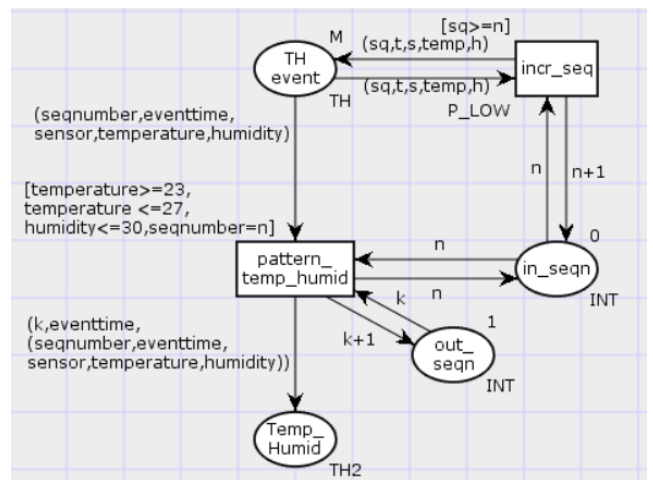 [sq>=n]
M
(sq,t,s,temp,h)
TH
event
incr_seq
(sq,t,s,temp,h)
TH
P_LOW
(seqnumber,eventtime,
sensor,temperature,humidity)
n
n+1
[temperature>=23,
temperature <=27,
humidity<=30,seqnumber=n]
0
n
pattern_
temp_humid
in_seqn
n
INT
k
1
(k,eventtime,
(seqnumber,eventtime,
sensor,temperature,humidity))
k+1
out_
seqn
INT
Temp_
Humid
TH2